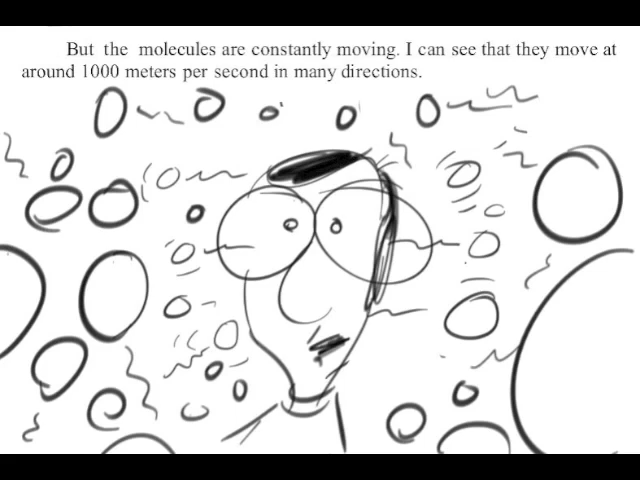 But the molecules are constantly moving. I can see that they move at
around 1000 meters per second in many directions.